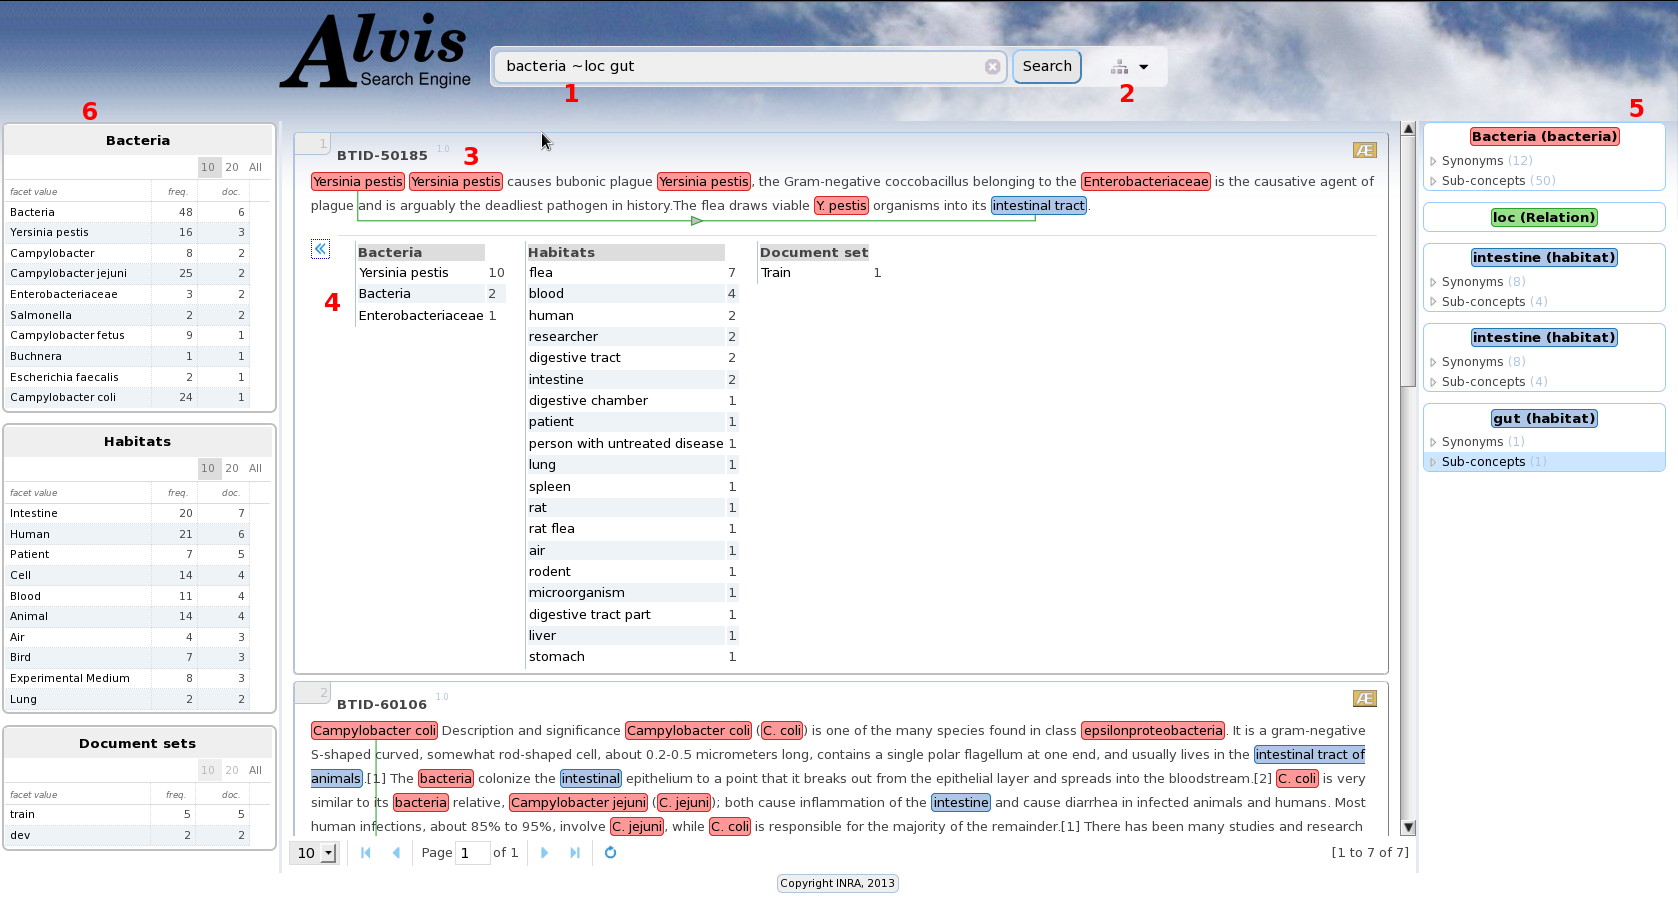 Alvis
Search Engine
bacteria ~loc gut
Search
1
2
6
5
Bacteria
10 20 All
facet value freq. doc.
Bacteria 48 6
Yersinia pestis 16 3
Campylobacter 8 2
Campylobacter jejuni 25 2
Enterobacteriaceae 3 2
Salmonella 2 2
Campylobacter fetus 9 1
Buchnera 1 1
Escherichia faecalis 2 1
Campylobacter coli 24 1
Habitats
10 20 All
facet value freq. doc.
Intestine 20 7
Human 21 6
Patient 7 5
Cell 14 4
Blood 11 4
Animal 14 4
Air 4 3
Bird 7 3
Experimental Medium 8 3
Lung 2 2
Document sets
10 20 All
facet value freq. doc.
train 5 5
dev 2 2
1
BTID-50185 1.0 3 Æ
Yersinia pestis Yersinia pestis causes bubonic plague Yersinia pestis, the Gram-negative coccobacillus belonging to the Enterobacteriaceae is the causative agent of
plague and is arguably the deadliest pathogen in history.The flea draws viable Y. pestis organisms into its intestinal tract.
4
Bacteria
Yersinia pestis 10
Bacteria 2
Enterobacteriaceae 1
Habitats
flea 7
blood 4
human 2
researcher 2
digestive tract 2
intestine 2
digestive chamber 1
patient 1
person with untreated disease 1
lung 1
spleen 1
rat 1
rat flea 1
air 1
rodent 1
microorganism 1
digestive tract part 1
liver 1
stomach 1
Document set
Train 1
2
BTID-60106 1.0 Æ
Campylobacter coli Description and significance Campylobacter coli (C. coli) is one of the many species found in class epsilonproteobacteria. It is a gram-negative
S-shaped curved, somewhat rod-shaped cell, about 0.2-0.5 micrometers long, contains a single polar flagellum at one end, and usually lives in the intestinal tract of
animals.[1] The bacteria colonize the intestinal epithelium to a point that it breaks out from the epithelial layer and spreads into the bloodstream.[2] C. coli is very
similar to its bacteria relative, Campylobacter jejuni (C. jejuni); both cause inflammation of the intestine and cause diarrhea in infected animals and humans. Most
human infections, about 85% to 95%, involve C. jejuni, while C. coli is responsible for the majority of the remainder.[1] There has been many studies and research
10 Page 1 of 1 [1 to 7 of 7]
Bacteria (bacteria)
Synonyms (12)
Sub-concepts (50)
loc (Relation)
intestine (habitat)
Synonyms (8)
Sub-concepts (4)
intestine (habitat)
Synonyms (8)
Sub-concepts (4)
gut (habitat)
Synonyms (1)
Sub-concepts (1)
Copyright INRA, 2013